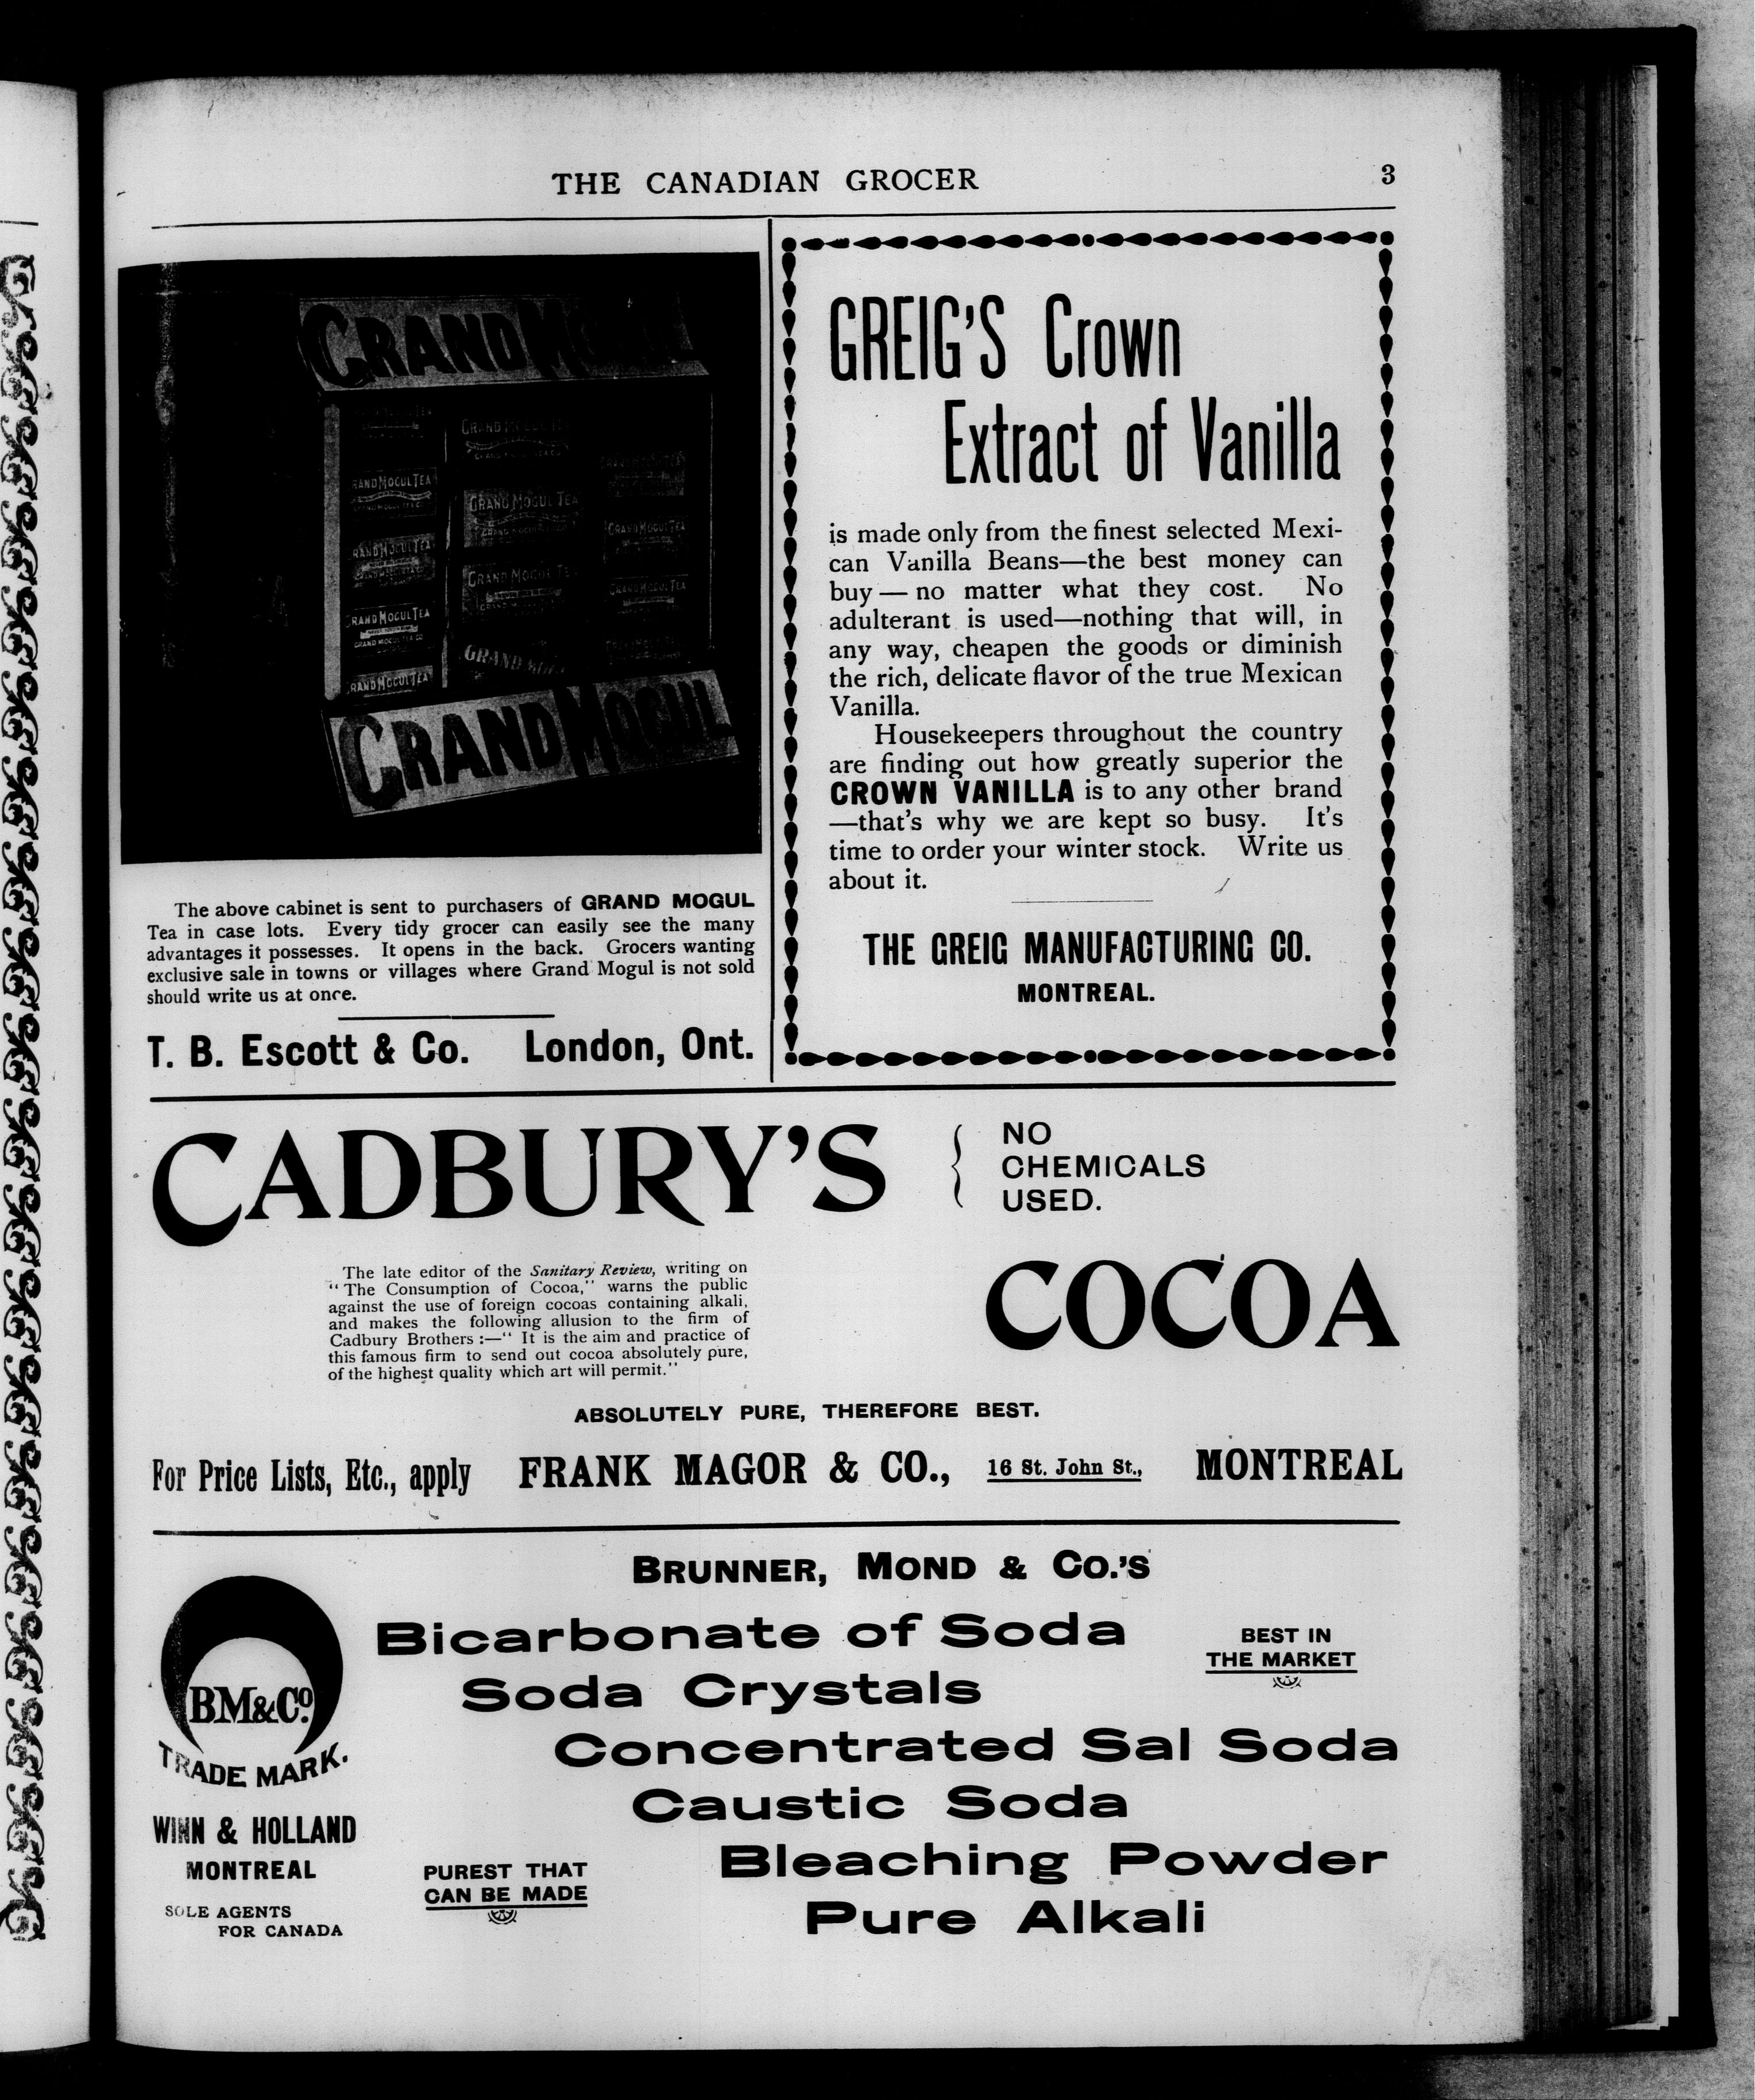 THE CANADIAN GROCER
3
GRAND MOGUL
GRAND MOGUL TEA
GRAND MOGUL TEA
GRAND MOGUL TEA
GRAND MOGUL TEA
GRAND MOGUL
The above cabinet is sent to purchasers of GRAND MOGUL
Tea in case lots. Every tidy grocer can easily see the many
advantages it possesses. It opens in the back. Grocers wanting
exclusive sale in towns or villages where Grand Mogul is not sold
should write us at once.
T. B. Escott & Co. London, Ont.
GREIG'S Crown
Extract of Vanilla
is made only from the finest selected Mexi-
can Vanilla Beans—the best money can
buy — no matter what they cost. No
adulterant is used—nothing that will, in
any way, cheapen the goods or diminish
the rich, delicate flavor of the true Mexican
Vanilla.
Housekeepers throughout the country
are finding out how greatly superior the
CROWN VANILLA is to any other brand
—that's why we are kept so busy. It's
time to order your winter stock. Write us
about it.
THE GREIG MANUFACTURING CO.
MONTREAL.
CADBURY'S
NO
CHEMICALS
USED.
COCOA
The late editor of the Sanitary Review, writing on
"The Consumption of Cocoa," warns the public
against the use of foreign cocoas containing alkali,
and makes the following allusion to the firm of
Cadbury Brothers :—" It is the aim and practice of
this famous firm to send out cocoa absolutely pure,
of the highest quality which art will permit."
ABSOLUTELY PURE, THEREFORE BEST.
For Price Lists, Etc., apply FRANK MAGOR & CO., 16 St. John St., MONTREAL
BRUNNER, MOND & CO.'S
Bicarbonate of Soda
Soda Crystals
Concentrated Sal Soda
Caustic Soda
Bleaching Powder
Pure Alkali
BEST IN
THE MARKET
BM&Co.
TRADE MARK.
WINN & HOLLAND
MONTREAL
SOLE AGENTS
FOR CANADA
PUREST THAT
CAN BE MADE